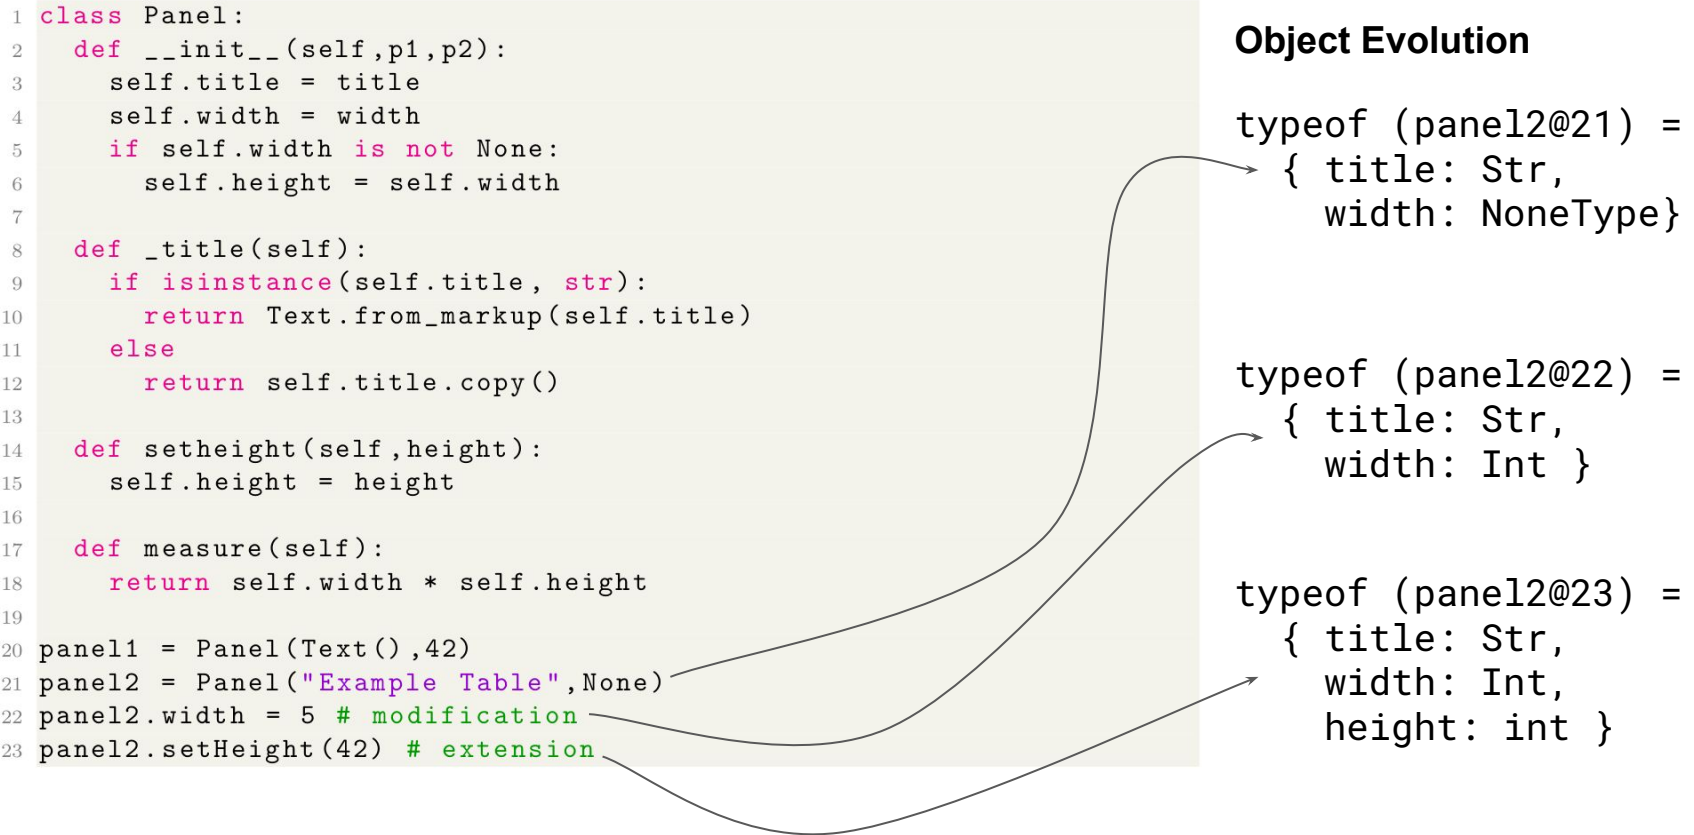 1 class Panel:
2 def __init__(self,p1,p2):
3 self.title = title
4 self.width = width
5 if self.width is not None:
6 self.height = self.width
7
8 def _title(self):
9 if isinstance(self.title, str):
10 return Text.from_markup(self.title)
11 else
12 return self.title.copy()
13
14 def setheight(self,height):
15 self.height = height
16
17 def measure(self):
18 return self.width * self.height
19
20 panel1 = Panel(Text(),42)
21 panel2 = Panel("Example Table",None)
22 panel2.width = 5 # modification
23 panel2.setHeight(42) # extension
Object Evolution
typeof (panel2@21) =
{ title: Str,
width: NoneType}
typeof (panel2@22) =
{ title: Str,
width: Int }
typeof (panel2@23) =
{ title: Str,
width: Int,
height: int }